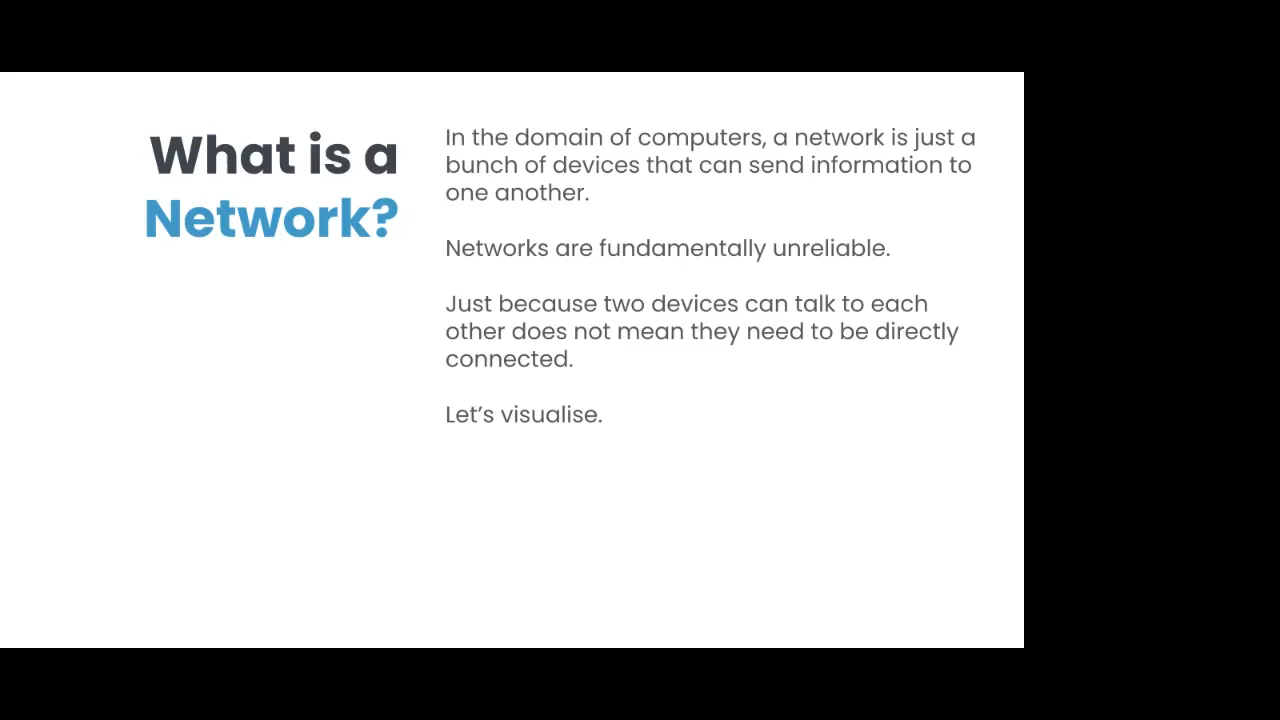 What is a
Network?
In the domain of computers, a network is just a
bunch of devices that can send information to
one another.
Networks are fundamentally unreliable.
Just because two devices can talk to each
other does not mean they need to be directly
connected.
Let’s visualise.